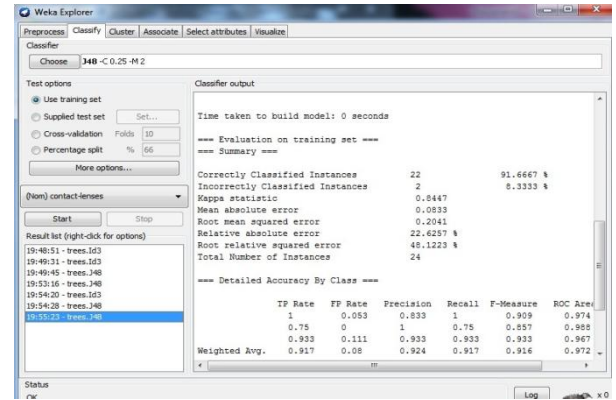 Weka Explorer
Preprocess Classify Cluster Associate Select attributes Visualize
Classifier
Choose J48 -C 0.25 -M 2
Test options
Use training set
Supplied test set Set...
Cross-validation Folds 10
Percentage split % 66
More options...
(Nom) contact-lenses
Start Stop
Result list (right-click for options)
19:48:51 - trees.Id3
19:49:31 - trees.Id3
19:49:45 - trees.J48
19:53:16 - trees.J48
19:54:20 - trees.Id3
19:54:28 - trees.J48
19:55:23 - trees.J48
Classifier output
Time taken to build model: 0 seconds
=== Evaluation on training set ===
=== Summary ===
Correctly Classified Instances 22 91.6667 %
Incorrectly Classified Instances 2 8.3333 %
Kappa statistic 0.8447
Mean absolute error 0.0833
Root mean squared error 0.2041
Relative absolute error 22.6257 %
Root relative squared error 48.1223 %
Total Number of Instances 24
=== Detailed Accuracy By Class ===
TP Rate FP Rate Precision Recall F-Measure ROC Area
1 0.053 0.833 1 0.909 0.974
0.75 0 1 0.75 0.857 0.988
0.933 0.111 0.933 0.933 0.933 0.967
Weighted Avg. 0.917 0.08 0.924 0.917 0.916 0.972
Status
OK
Log
x 0